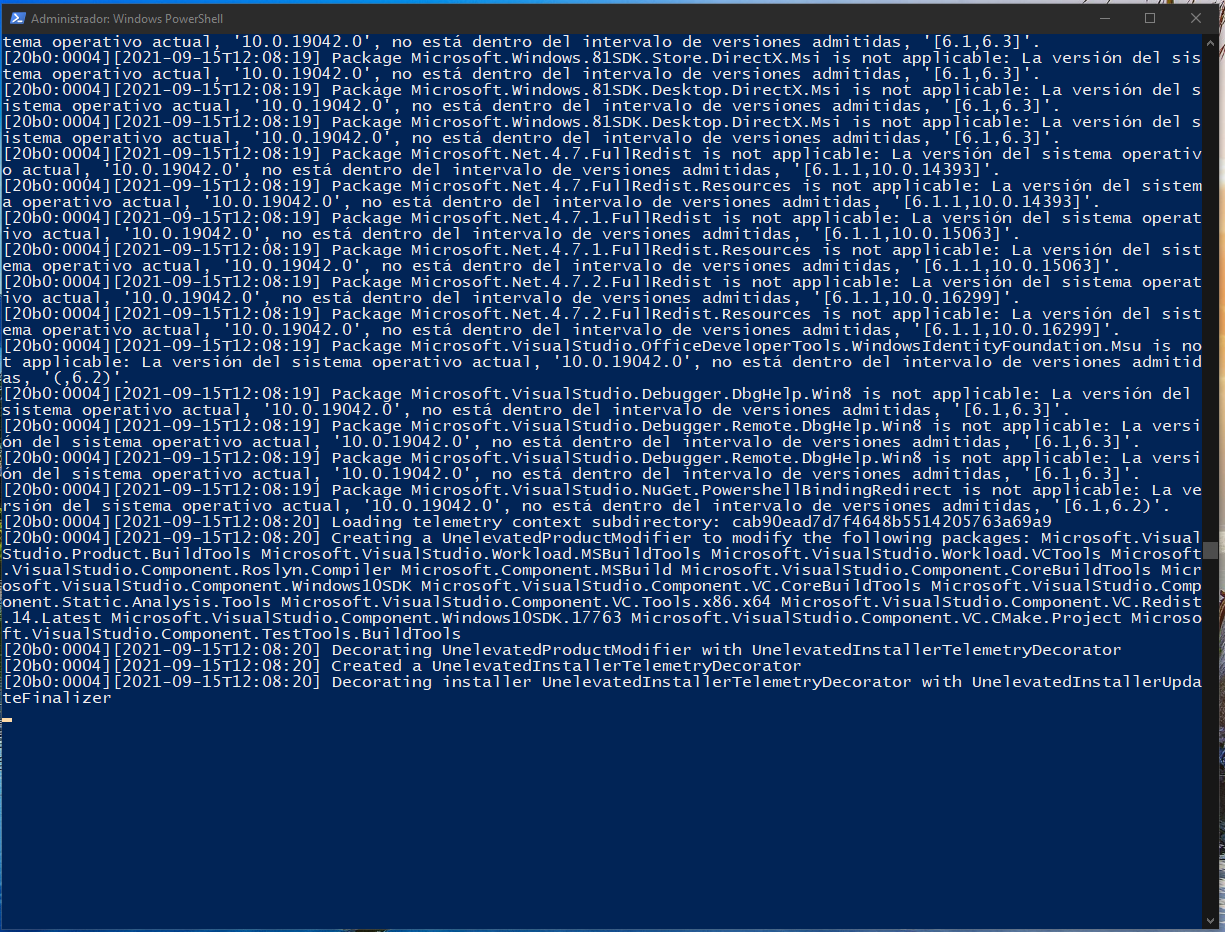 Administrador: Windows PowerShell
tema operativo actual, '10.0.19042.0', no está dentro del intervalo de versiones admitidas, '[6.1,6.3]'.
[20b0:0004][2021-09-15T12:08:19] Package Microsoft.Windows.81SDK.Store.DirectX.Msi is not applicable: La versión del sis
tema operativo actual, '10.0.19042.0', no está dentro del intervalo de versiones admitidas, '[6.1,6.3]'.
[20b0:0004][2021-09-15T12:08:19] Package Microsoft.Windows.81SDK.Desktop.DirectX.Msi is not applicable: La versión del s
istema operativo actual, '10.0.19042.0', no está dentro del intervalo de versiones admitidas, '[6.1,6.3]'.
[20b0:0004][2021-09-15T12:08:19] Package Microsoft.Windows.81SDK.Desktop.DirectX.Msi is not applicable: La versión del s
istema operativo actual, '10.0.19042.0', no está dentro del intervalo de versiones admitidas, '[6.1,6.3]'.
[20b0:0004][2021-09-15T12:08:19] Package Microsoft.Net.4.7.FullRedist is not applicable: La versión del sistema operativ
o actual, '10.0.19042.0', no está dentro del intervalo de versiones admitidas, '[6.1,10.0.14393]'.
[20b0:0004][2021-09-15T12:08:19] Package Microsoft.Net.4.7.FullRedist.Resources is not applicable: La versión del sistem
a operativo actual, '10.0.19042.0', no está dentro del intervalo de versiones admitidas, '[6.1,10.0.14393]'.
[20b0:0004][2021-09-15T12:08:19] Package Microsoft.Net.4.7.1.FullRedist is not applicable: La versión del sistema operat
ivo actual, '10.0.19042.0', no está dentro del intervalo de versiones admitidas, '[6.1.1,10.0.15063]'.
[20b0:0004][2021-09-15T12:08:19] Package Microsoft.Net.4.7.1.FullRedist.Resources is not applicable: La versión del sist
ema operativo actual, '10.0.19042.0', no está dentro del intervalo de versiones admitidas, '[6.1.1,10.0.15063]'.
[20b0:0004][2021-09-15T12:08:19] Package Microsoft.Net.4.7.2.FullRedist is not applicable: La versión del sistema operat
ivo actual, '10.0.19042.0', no está dentro del intervalo de versiones admitidas, '[6.1.1,10.0.16299]'.
[20b0:0004][2021-09-15T12:08:19] Package Microsoft.Net.4.7.2.FullRedist.Resources is not applicable: La versión del sist
ema operativo actual, '10.0.19042.0', no está dentro del intervalo de versiones admitidas, '[6.1.1,10.0.16299]'.
[20b0:0004][2021-09-15T12:08:19] Package Microsoft.VisualStudio.OfficeDeveloperTools.WindowsIdentityFoundation.Msu is no
t applicable: La versión del sistema operativo actual, '10.0.19042.0', no está dentro del intervalo de versiones admitid
as, '(,6.2)'.
[20b0:0004][2021-09-15T12:08:19] Package Microsoft.VisualStudio.Debugger.DbgHelp.Win8 is not applicable: La versión del 
sistema operativo actual, '10.0.19042.0', no está dentro del intervalo de versiones admitidas, '[6.1,6.3]'.
[20b0:0004][2021-09-15T12:08:19] Package Microsoft.VisualStudio.Debugger.Remote.DbgHelp.Win8 is not applicable: La versi
ón del sistema operativo actual, '10.0.19042.0', no está dentro del intervalo de versiones admitidas, '[6.1,6.3]'.
[20b0:0004][2021-09-15T12:08:19] Package Microsoft.VisualStudio.Debugger.Remote.DbgHelp.Win8 is not applicable: La versi
ón del sistema operativo actual, '10.0.19042.0', no está dentro del intervalo de versiones admitidas, '[6.1,6.3]'.
[20b0:0004][2021-09-15T12:08:19] Package Microsoft.VisualStudio.NuGet.PowershellBindingRedirect is not applicable: La ve
rsión del sistema operativo actual, '10.0.19042.0', no está dentro del intervalo de versiones admitidas, '[6.1,6.2)'.
[20b0:0004][2021-09-15T12:08:20] Loading telemetry context subdirectory: cab90ead7d7f4648b5514205763a69a9
[20b0:0004][2021-09-15T12:08:20] Creating a UnelevatedProductModifier to modify the following packages: Microsoft.Visual
Studio.Product.BuildTools Microsoft.VisualStudio.Workload.MSBuildTools Microsoft.VisualStudio.Workload.VCTools Microsoft
.VisualStudio.Component.Roslyn.Compiler Microsoft.Component.MSBuild Microsoft.VisualStudio.Component.CoreBuildTools Micr
osoft.VisualStudio.Component.Windows10SDK Microsoft.VisualStudio.Component.VC.CoreBuildTools Microsoft.VisualStudio.Comp
onent.Static.Analysis.Tools Microsoft.VisualStudio.Component.VC.Tools.x86.x64 Microsoft.VisualStudio.Component.VC.Redist
.14.Latest Microsoft.VisualStudio.Component.Windows10SDK.17763 Microsoft.VisualStudio.Component.VC.CMake.Project Microso
ft.VisualStudio.Component.TestTools.BuildTools
[20b0:0004][2021-09-15T12:08:20] Decorating UnelevatedProductModifier with UnelevatedInstallerTelemetryDecorator
[20b0:0004][2021-09-15T12:08:20] Created a UnelevatedInstallerTelemetryDecorator
[20b0:0004][2021-09-15T12:08:20] Decorating installer UnelevatedInstallerTelemetryDecorator with UnelevatedInstallerUpda
teFinalizer